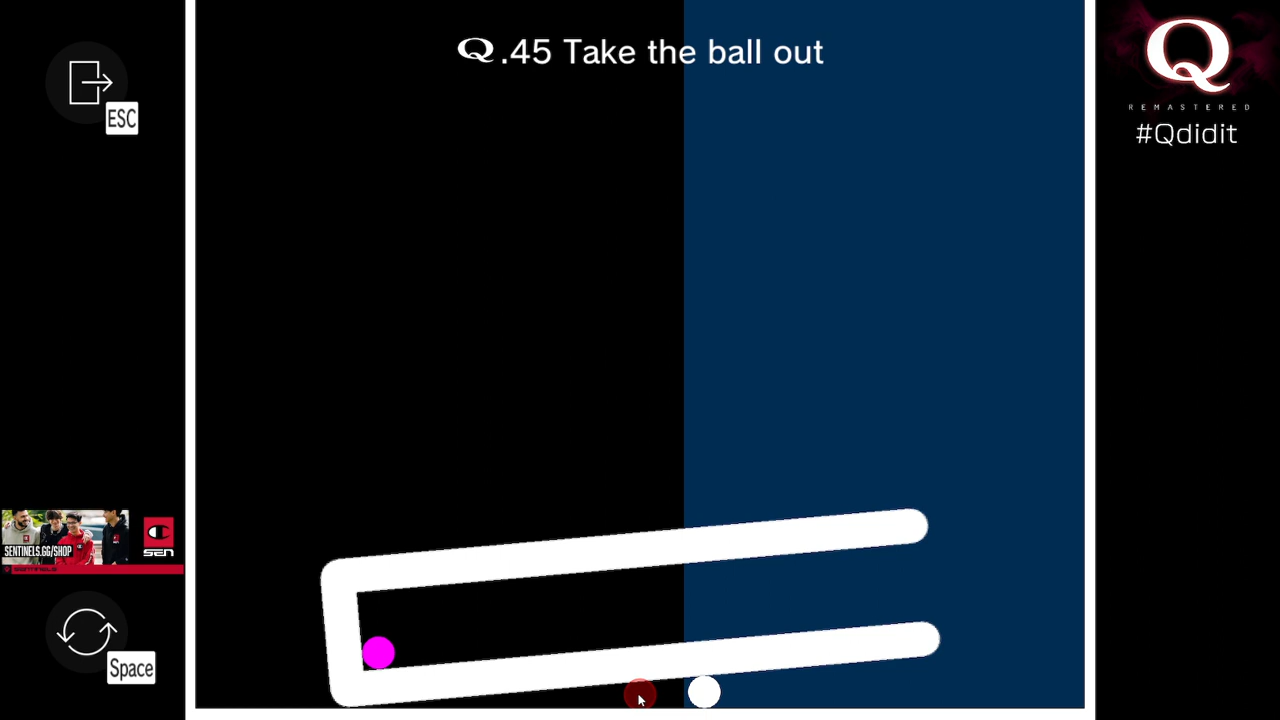 Q.45 Take the ball out
ESC
Q
REMASTERED
#Qdidit
SENTINELS.GG/SHOP
SEN
Space